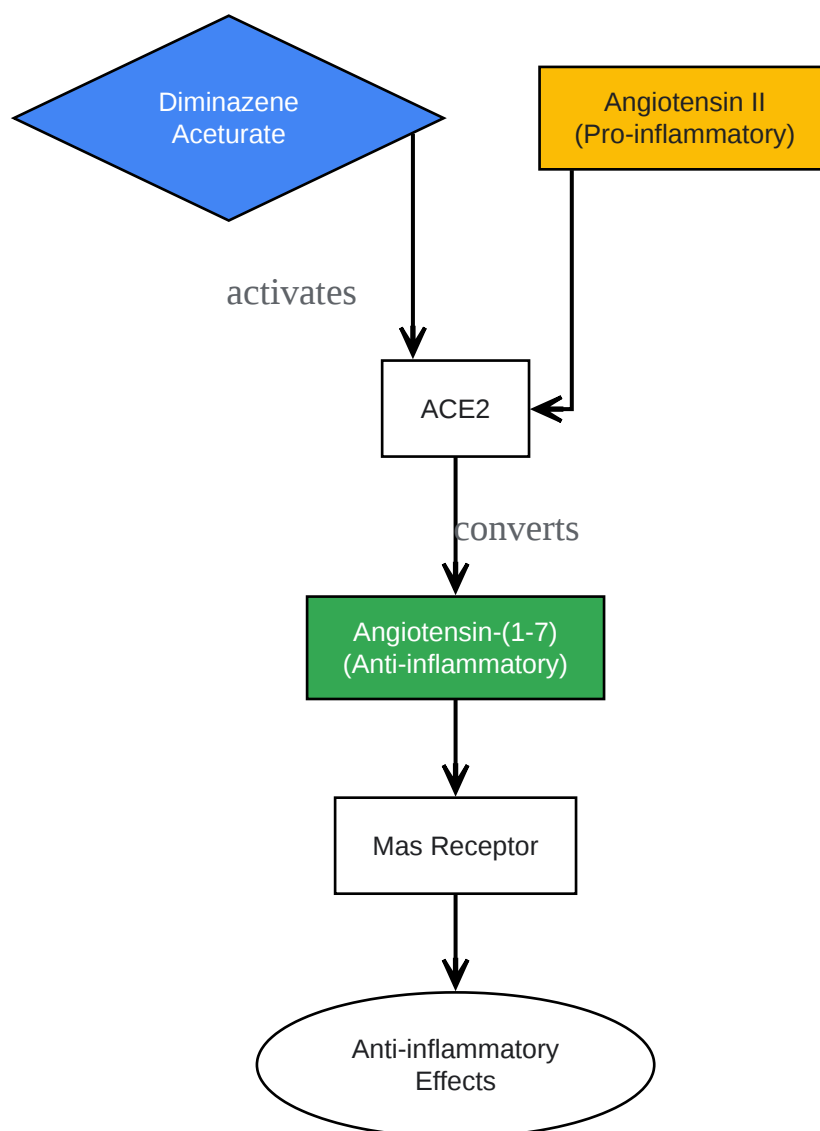 Diminazene
Aceturate
Angiotensin II
(Pro-inflammatory)
activates
ACE2
converts
Angiotensin-(1-7)
(Anti-inflammatory)
Mas Receptor
Anti-inflammatory
Effects